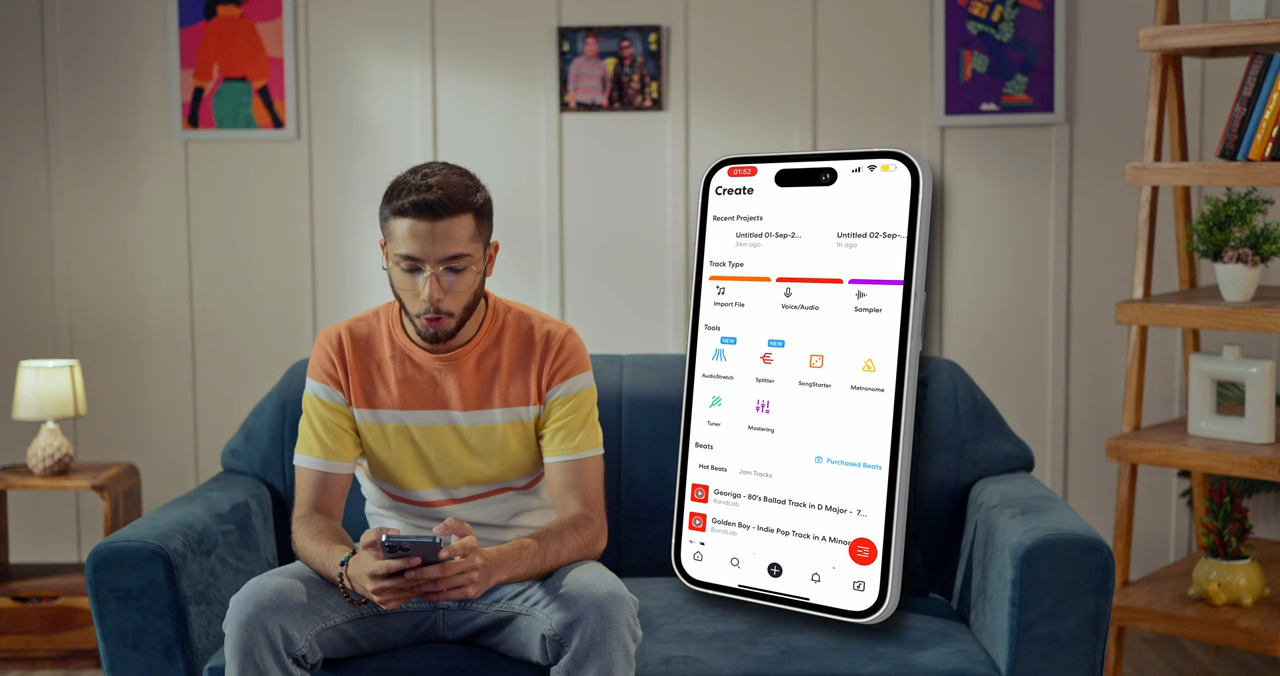 01:52
Create
Recent Projects
Untitled 01-Sep-2...
34m ago
Untitled 02-Sep-...
1h ago
Track Type
Import File
Voice/Audio
Sampler
Tools
NEW
NEW
AudioStretch
Splitter
SongStarter
Metronome
Tuner
Mastering
Beats
Purchased Beats
Hot Beats
Jam Tracks
Georiga - 80's Ballad Track in D Major - 7...
BandLab
Golden Boy - Indie Pop Track in A Minor
BandLab